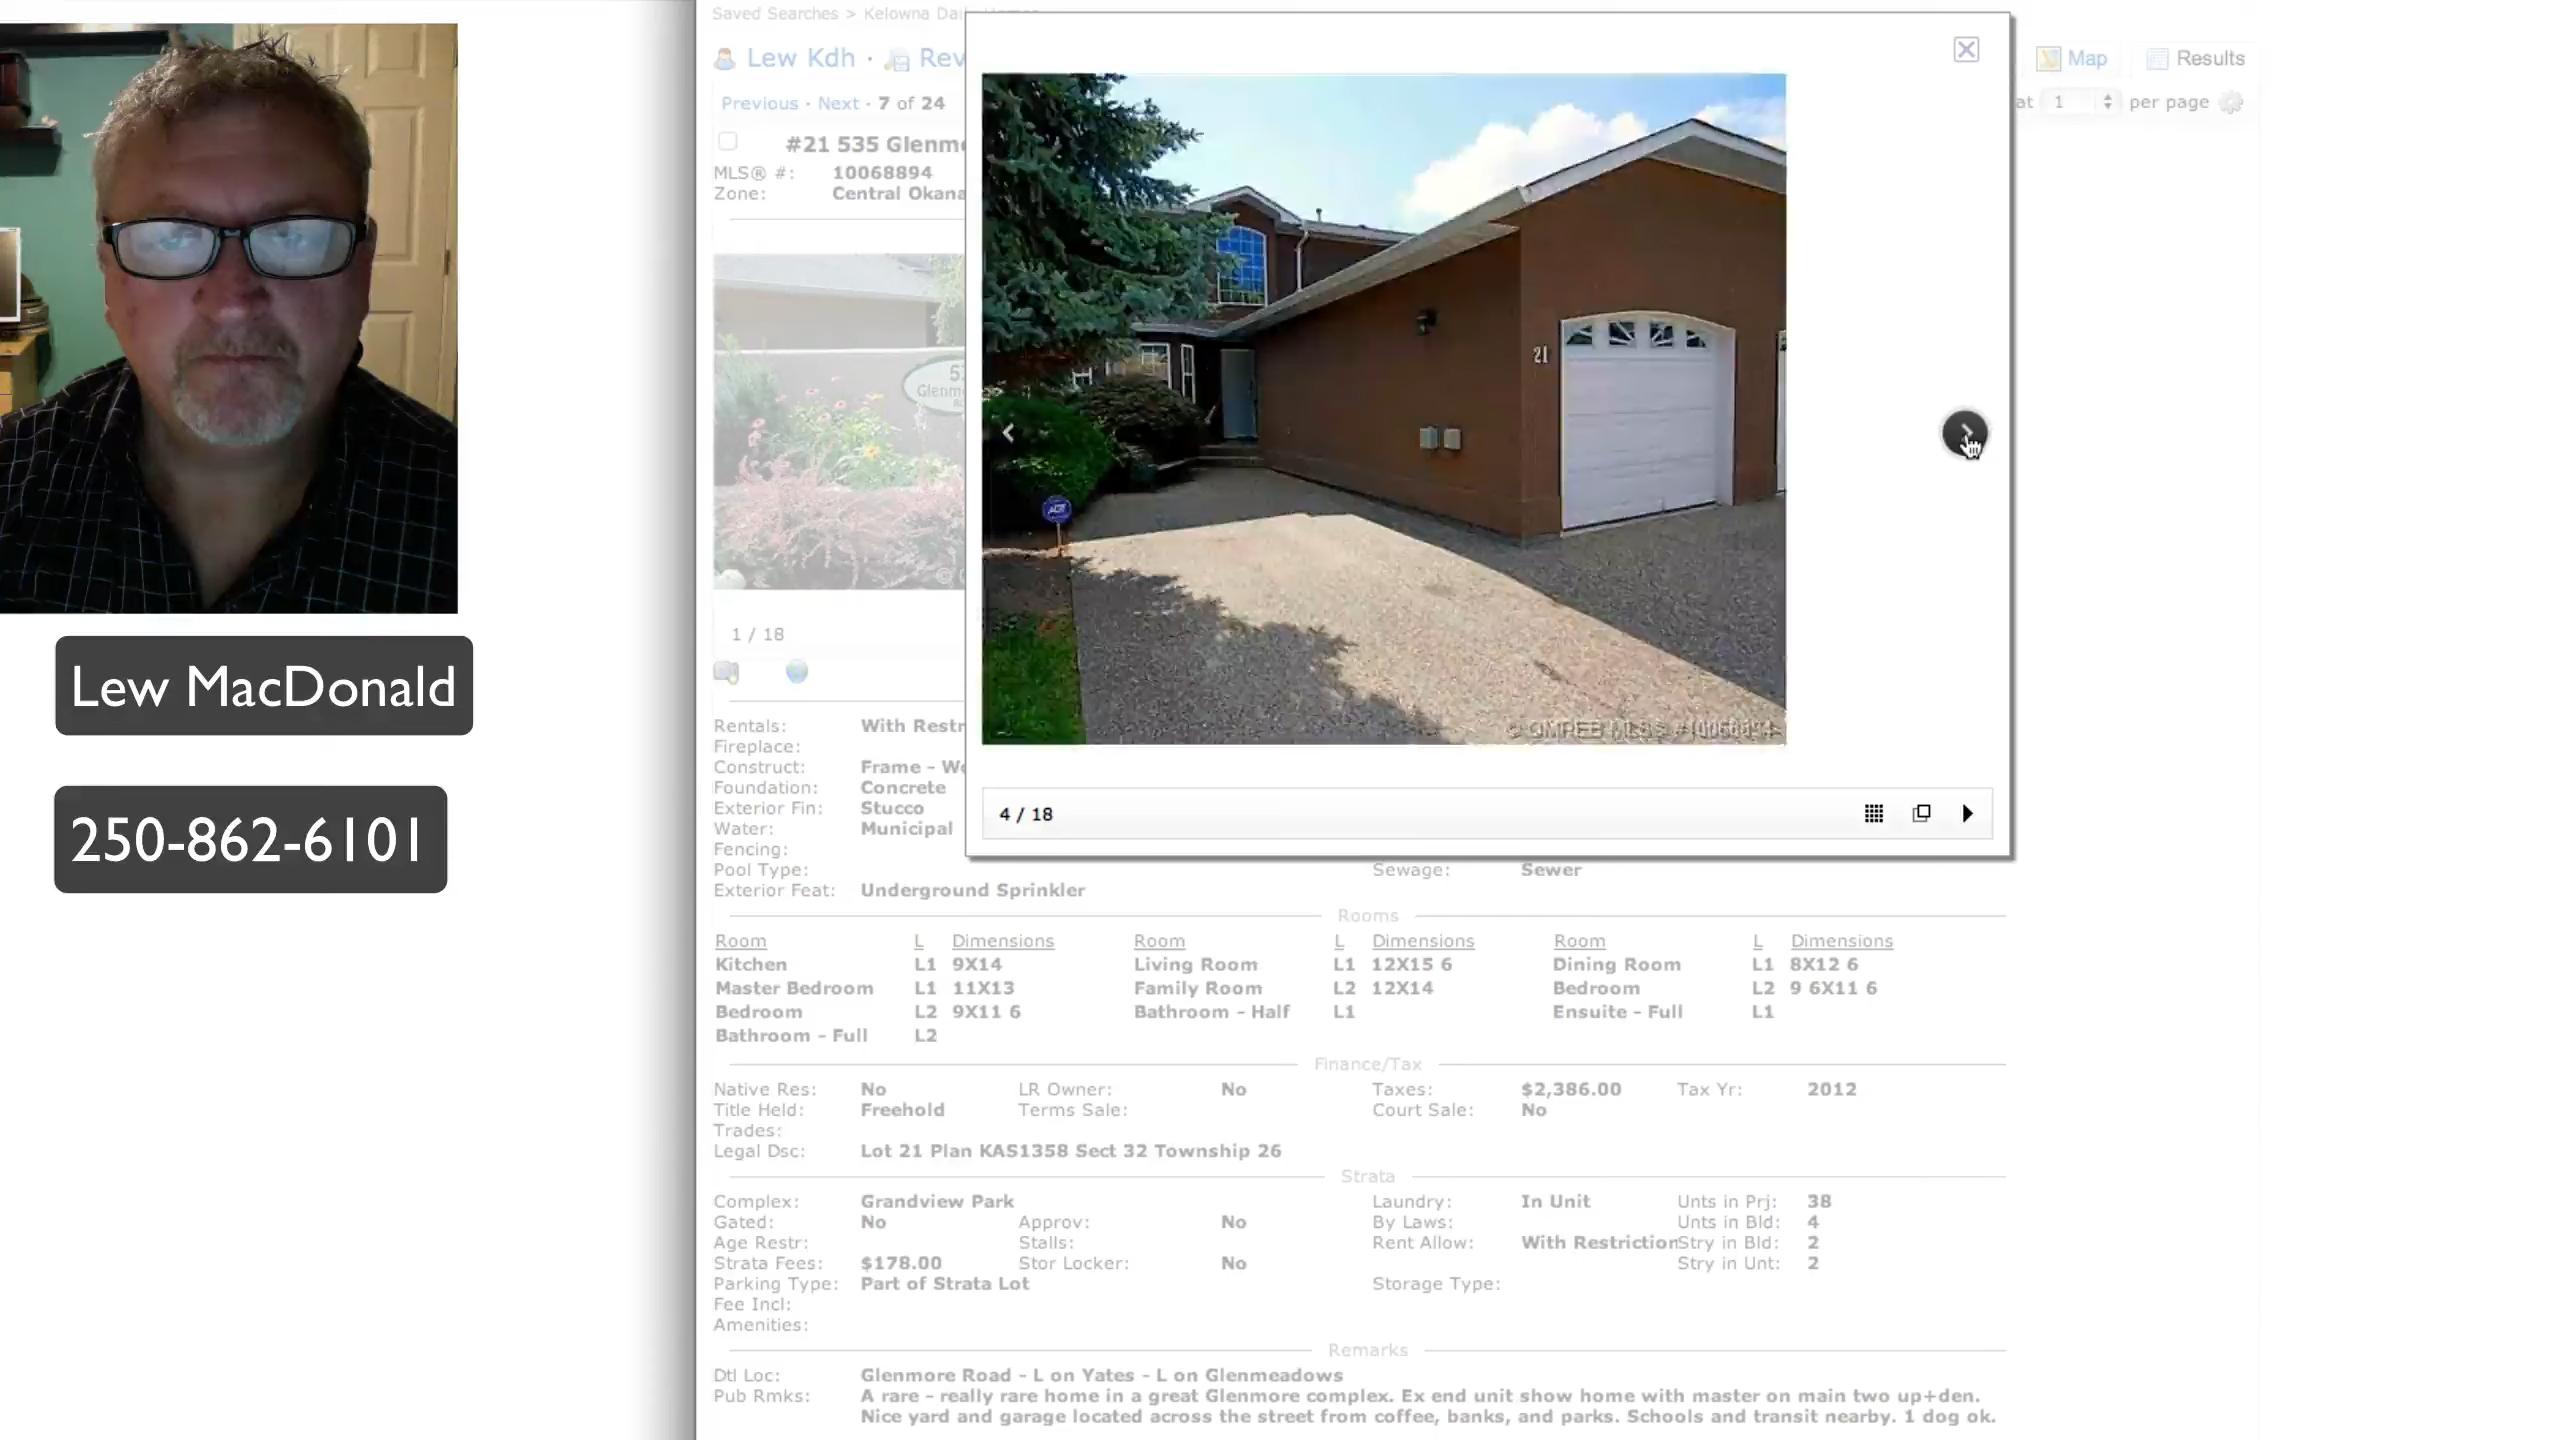 Saved Searches > Kelowna Dai
Lew Kdh · Rev
Map
Results
Previous · Next · 7 of 24
at 1 per page
#21 535 Glenm
MLS® #: 10068894
Zone: Central Okana
Glenm
21
ADT
© OMREB MLS® #10068894
1 / 18
4 / 18
Lew MacDonald
250-862-6101
Rentals: With Restr
Fireplace:
Construct: Frame - Wo
Foundation: Concrete
Exterior Fin: Stucco
Water: Municipal
Fencing:
Pool Type: Sewage: Sewer
Exterior Feat: Underground Sprinkler
Rooms
Room L Dimensions Room L Dimensions Room L Dimensions
Kitchen L1 9X14 Living Room L1 12X15 6 Dining Room L1 8X12 6
Master Bedroom L1 11X13 Family Room L2 12X14 Bedroom L2 9 6X11 6
Bedroom L2 9X11 6 Bathroom - Half L1 Ensuite - Full L1
Bathroom - Full L2
Finance/Tax
Native Res: No LR Owner: No Taxes: $2,386.00 Tax Yr: 2012
Title Held: Freehold Terms Sale: Court Sale: No
Trades:
Legal Dsc: Lot 21 Plan KAS1358 Sect 32 Township 26
Strata
Complex: Grandview Park Laundry: In Unit Unts in Prj: 38
Gated: No Approv: No By Laws: Unts in Bld: 4
Age Restr: Stalls: Rent Allow: With Restriction Stry in Bld: 2
Strata Fees: $178.00 Stor Locker: No Stry in Unt: 2
Parking Type: Part of Strata Lot Storage Type:
Fee Incl:
Amenities:
Remarks
Dtl Loc: Glenmore Road - L on Yates - L on Glenmeadows
Pub Rmks: A rare - really rare home in a great Glenmore complex. Ex end unit show home with master on main two up+den.
Nice yard and garage located across the street from coffee, banks, and parks. Schools and transit nearby. 1 dog ok.